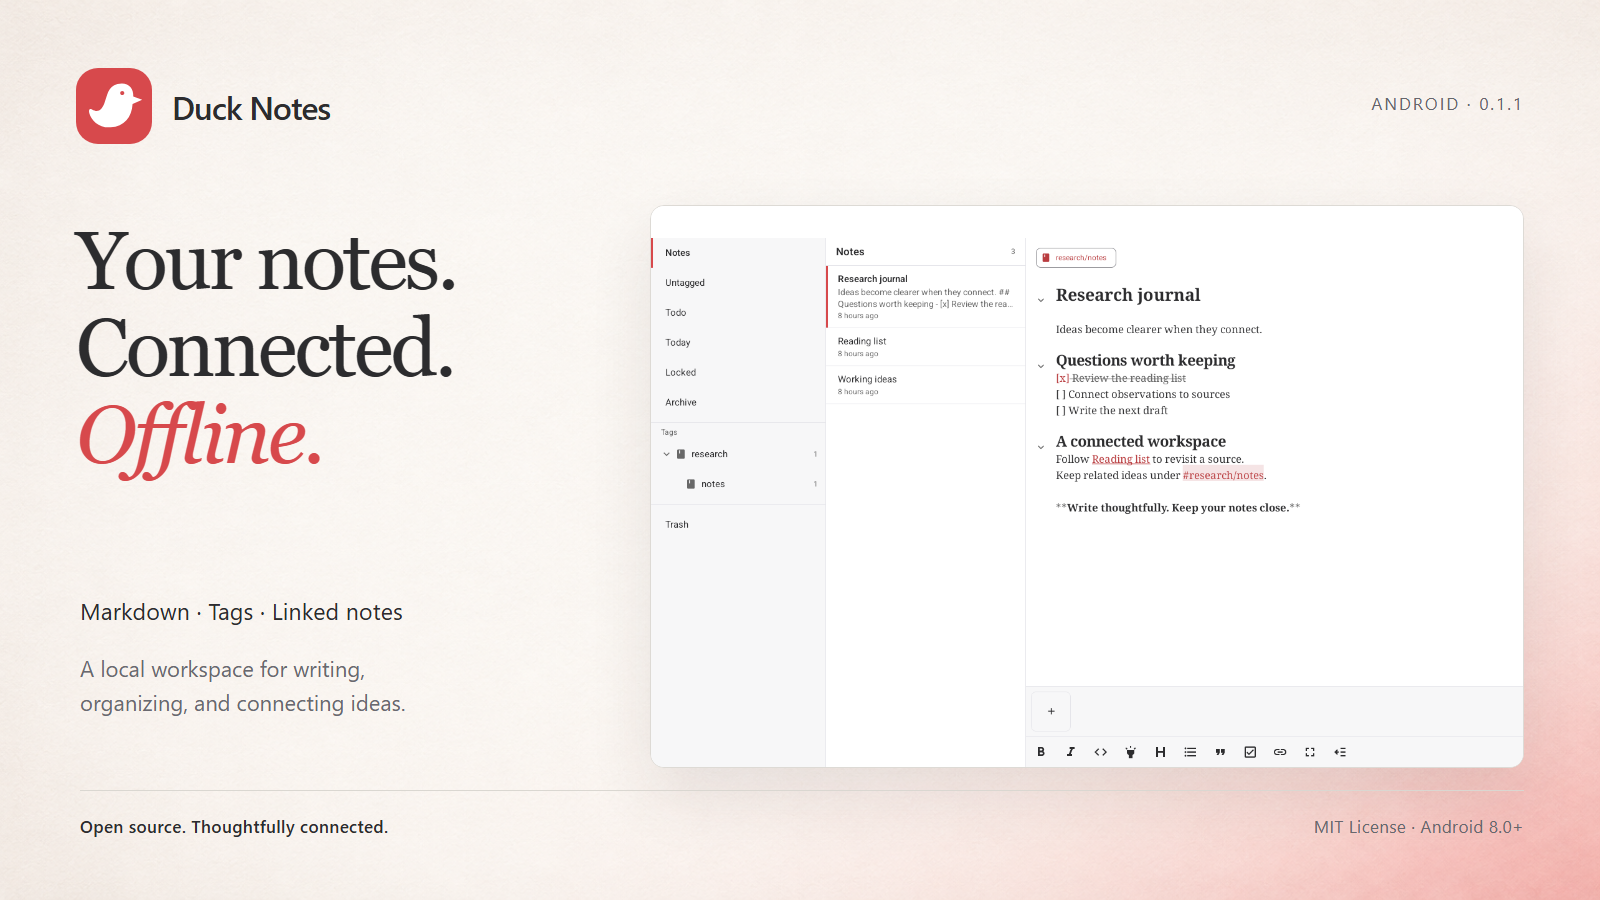 Duck Notes
ANDROID · 0.1.1
Your notes.
Connected.
Offline.
Markdown · Tags · Linked notes
A local workspace for writing,
organizing, and connecting ideas.
Notes
Untagged
Todo
Today
Locked
Archive
Tags
research 1
notes 1
Trash
Notes 3
Research journal
Ideas become clearer when they connect. ##
Questions worth keeping - [x] Review the rea...
8 hours ago
Reading list
8 hours ago
Working ideas
8 hours ago
research/notes
Research journal
Ideas become clearer when they connect.
Questions worth keeping
[x] Review the reading list
[ ] Connect observations to sources
[ ] Write the next draft
A connected workspace
Follow Reading list to revisit a source.
Keep related ideas under #research/notes.
**Write thoughtfully. Keep your notes close.**
+
B I <> H
Open source. Thoughtfully connected.
MIT License · Android 8.0+